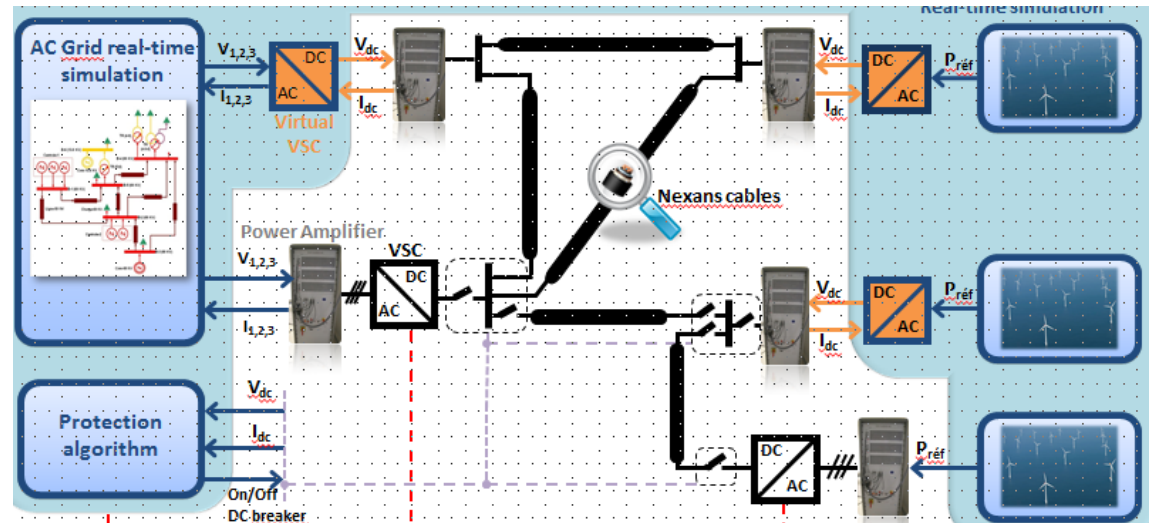 Real-time simulation
AC Grid real-time
simulation
V1,2,3
I1,2,3
DC
AC
Virtual
VSC
Vdc
Idc
Vdc
Idc
DC
AC
Préf
Nexans cables
Power Amplifier
V1,2,3
I1,2,3
VSC
DC
AC
Vdc
Idc
DC
AC
Préf
Protection
algorithm
Vdc
Idc
On/Off
DC breaker
DC
AC
Préf